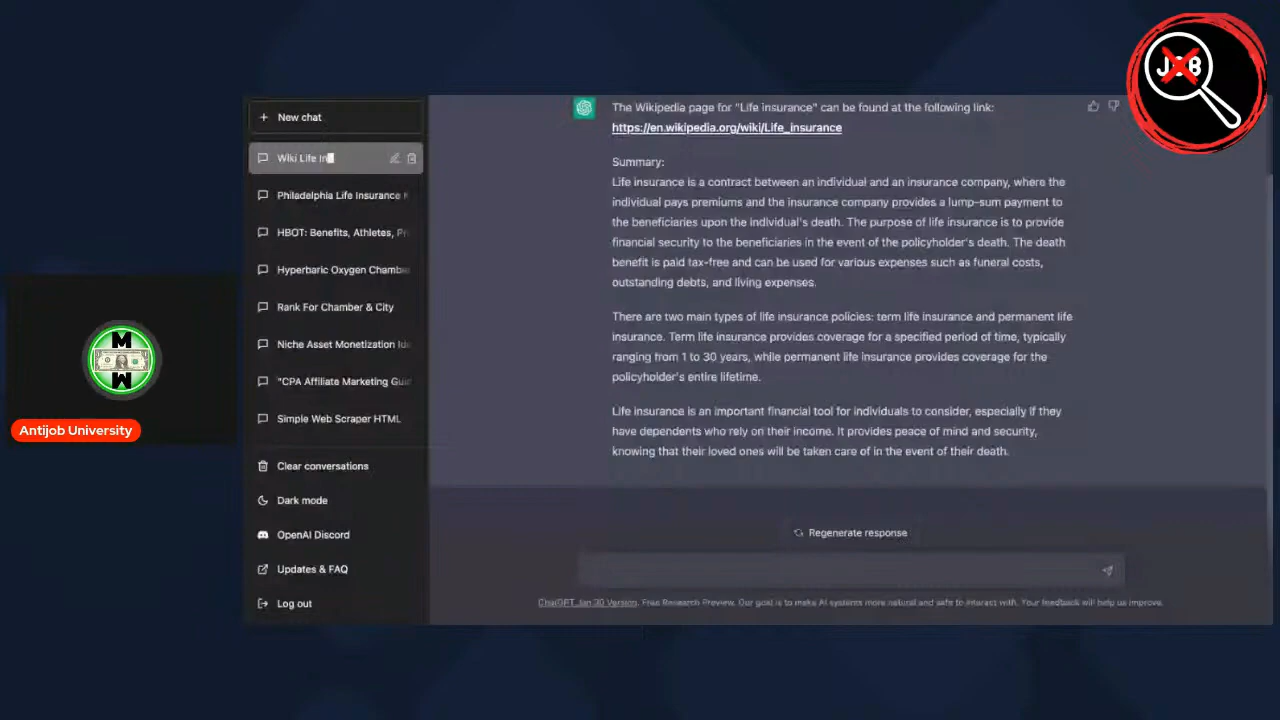 JOB
New chat
Wiki Life In
Philadelphia Life Insurance
HBOT: Benefits, Athletes,
Hyperbaric Oxygen Chamb
Rank For Chamber & City
Niche Asset Monetization
"CPA Affiliate Marketing Gui
Simple Web Scraper HTML
Clear conversations
Dark mode
OpenAI Discord
Updates & FAQ
Log out
The Wikipedia page for "Life insurance" can be found at the following link:
https://en.wikipedia.org/wiki/Life_insurance
Summary:
Life insurance is a contract between an individual and an insurance company, where the
individual pays premiums and the insurance company provides a lump-sum payment to
the beneficiaries upon the individual's death. The purpose of life insurance is to provide
financial security to the beneficiaries in the event of the policyholder's death. The death
benefit is paid tax-free and can be used for various expenses such as funeral costs,
outstanding debts, and living expenses.
There are two main types of life insurance policies: term life insurance and permanent life
insurance. Term life insurance provides coverage for a specified period of time, typically
ranging from 1 to 30 years, while permanent life insurance provides coverage for the
policyholder's entire lifetime.
Life insurance is an important financial tool for individuals to consider, especially if they
have dependents who rely on their income. It provides peace of mind and security,
knowing that their loved ones will be taken care of in the event of their death.
Regenerate response
ChatGPT Jan 30 Version. Free Research Preview. Our goal is to make AI systems more natural and safe to interact with. Your feedback will help us improve.
M
W
Antijob University